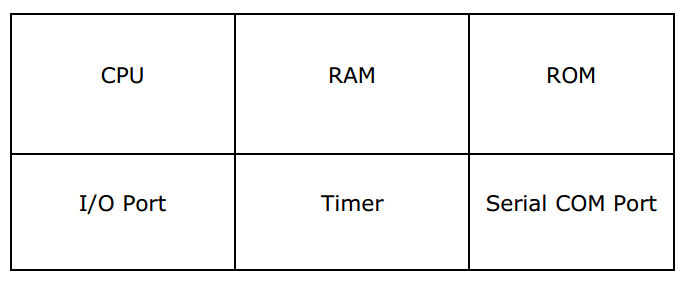 CPU
RAM
ROM
I/O Port
Timer
Serial COM Port